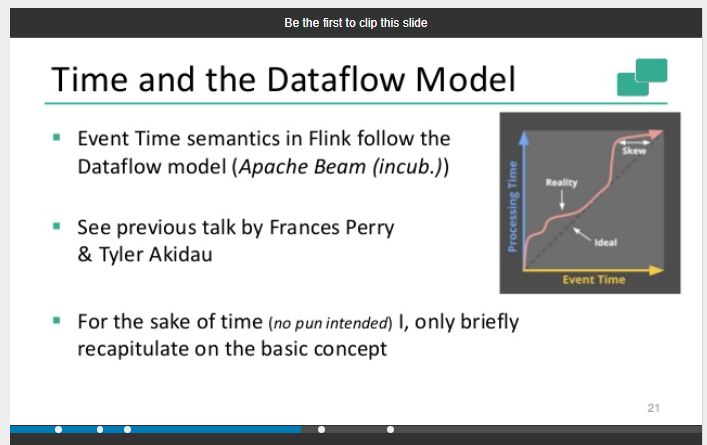 Be the first to clip this slide
Time and the Dataflow Model
Event Time semantics in Flink follow the
Dataflow model (Apache Beam (incub.))
See previous talk by Frances Perry
& Tyler Akidau
For the sake of time (no pun intended) I, only briefly
recapitulate on the basic concept
Processing Time
Skew
Reality
Ideal
Event Time
21